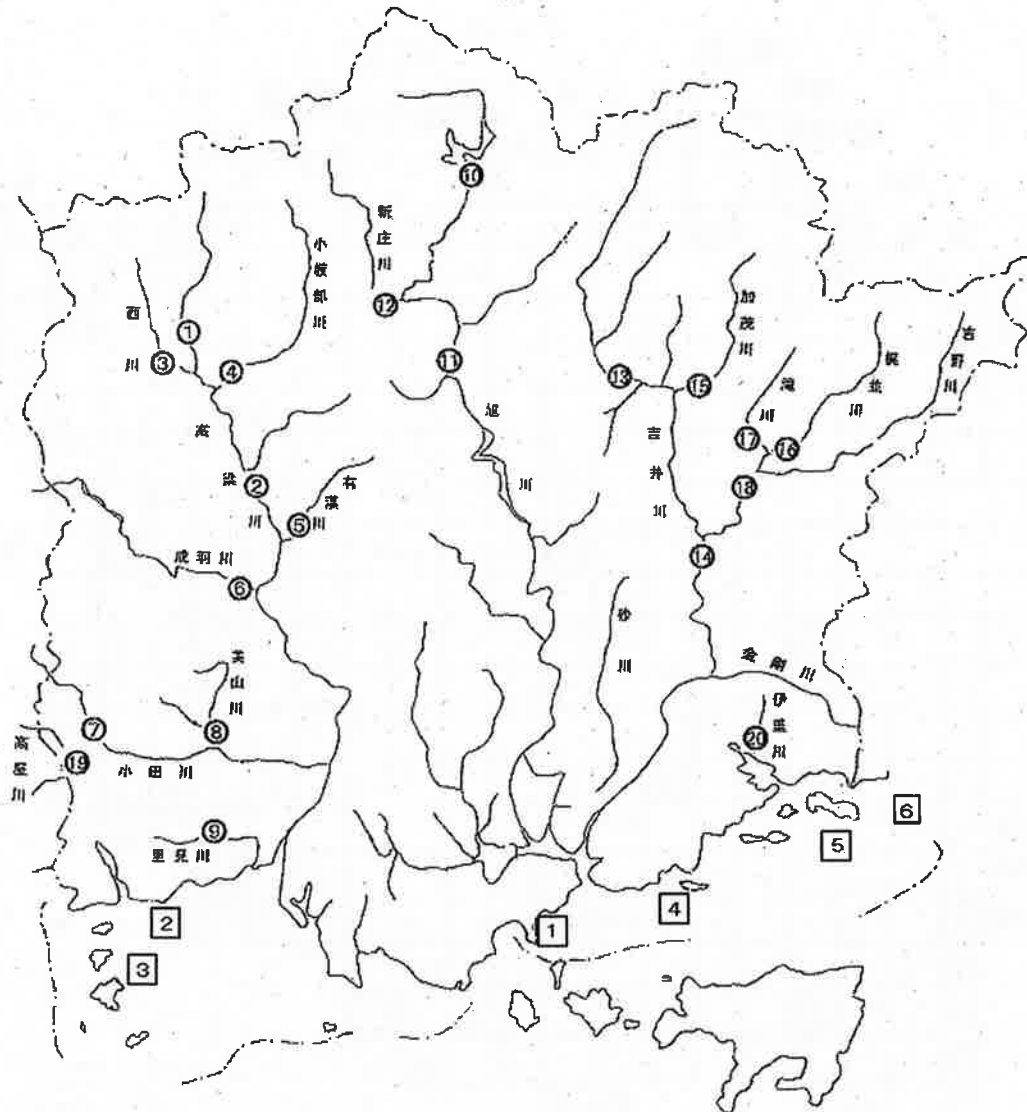 ⑩
新庄川
小阪部川
⑫
加茂川
西川
①
③
④
⑪
⑬
⑮
滝川
梶並川
吉野川
高梁川
旭川
吉井川
⑰
⑯
②
⑱
有漢川
⑤
⑭
成羽川
⑥
砂川
美山川
金剛川
伊里川
⑦
⑧
⑳
高屋川
⑲
小田川
6
5
⑨
里見川
2
4
1
3